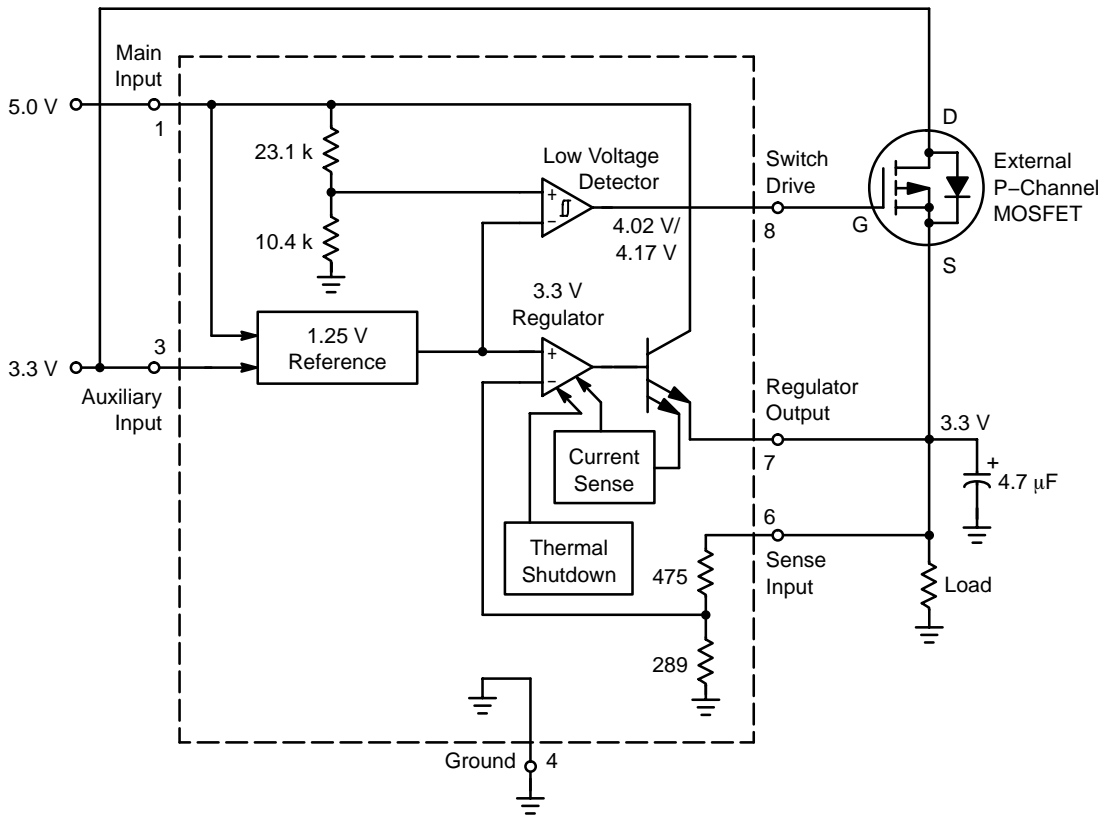 Main
Input
5.0 V
1
23.1 k
10.4 k
Low Voltage
Detector
+
−
4.02 V/
4.17 V
Switch
Drive
8
D
G
S
External
P−Channel
MOSFET
3.3 V
Regulator
1.25 V
Reference
3.3 V
3
Auxiliary
Input
+
−
Regulator
Output
7
3.3 V
+
4.7 μF
Current
Sense
Thermal
Shutdown
6
Sense
Input
475
289
Load
Ground
4